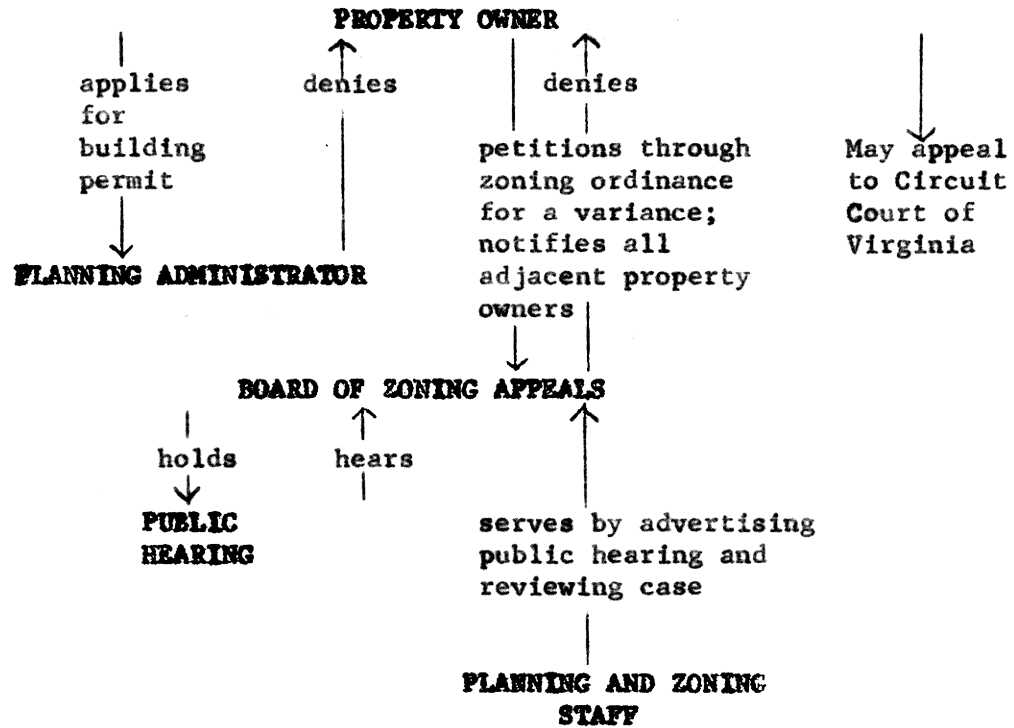 PROPERTY OWNER
applies
for
building
permit
denies
denies
petitions through
zoning ordinance
for a variance;
notifies all
adjacent property
owners
May appeal
to Circuit
Court of
Virginia
PLANNING ADMINISTRATOR
BOARD OF ZONING APPEALS
holds
hears
PUBLIC
HEARING
serves by advertising
public hearing and
reviewing case
PLANNING AND ZONING
STAFF